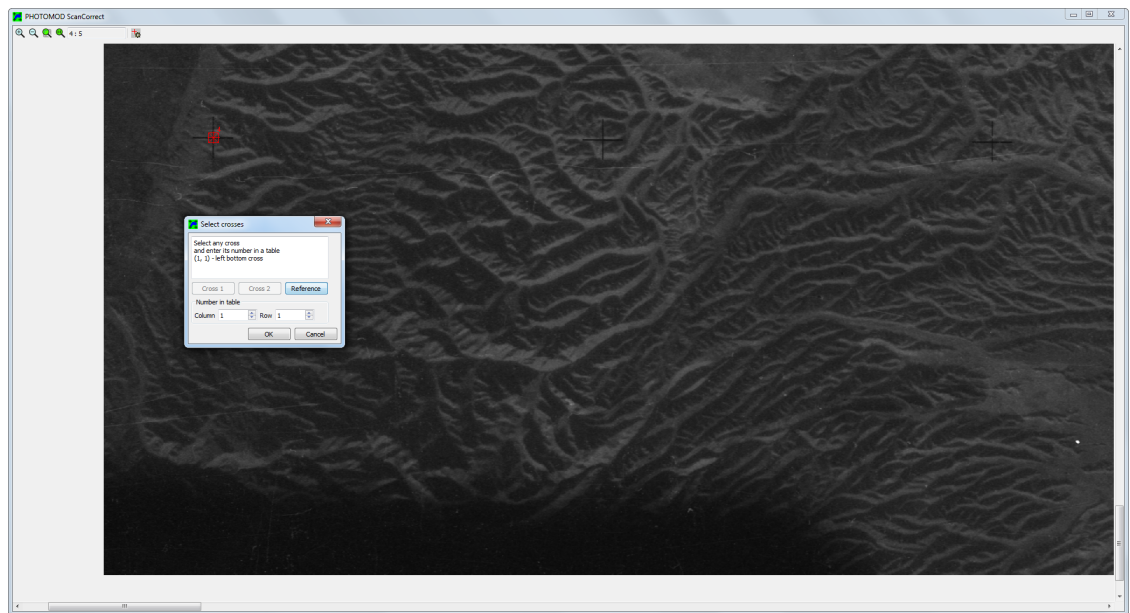 PHOTOMOD ScanCorrect
4 : 5
Select crosses
Select any cross
and enter its number in a table
(1, 1) - left bottom cross
Cross 1 Cross 2 Reference
Number in table
Column 1 Row 1
OK Cancel